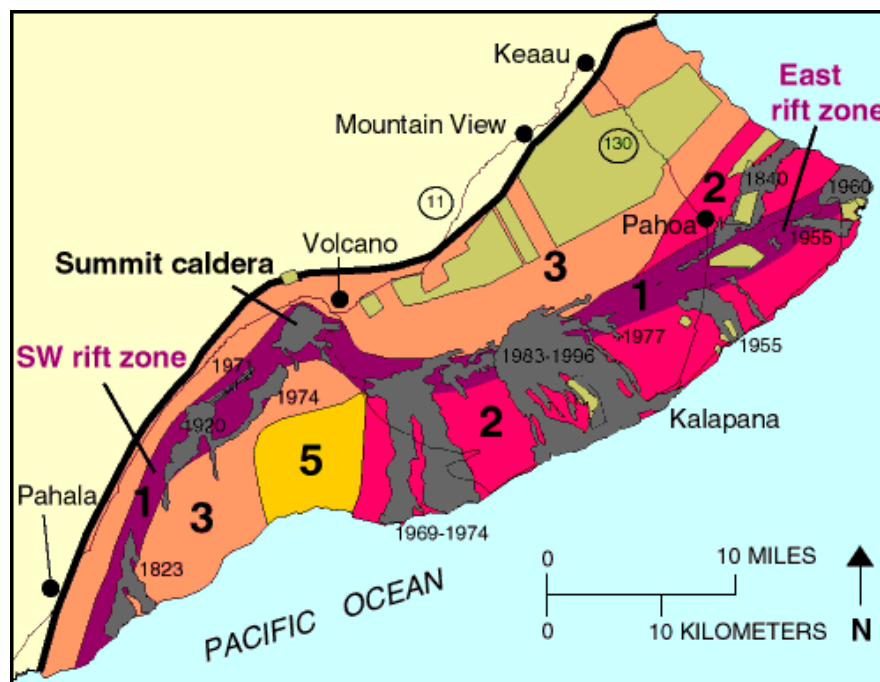 Keaau
East
rift zone
Mountain View
130
2
1840
1960
11
Pahoa
Volcano
1955
Summit caldera
3
1
SW rift zone
1971
1977
1983-1996
1955
1974
1920
2
Kalapana
5
Pahala
1
3
1969-1974
1823
0
10 MILES
PACIFIC OCEAN
0
10 KILOMETERS
N